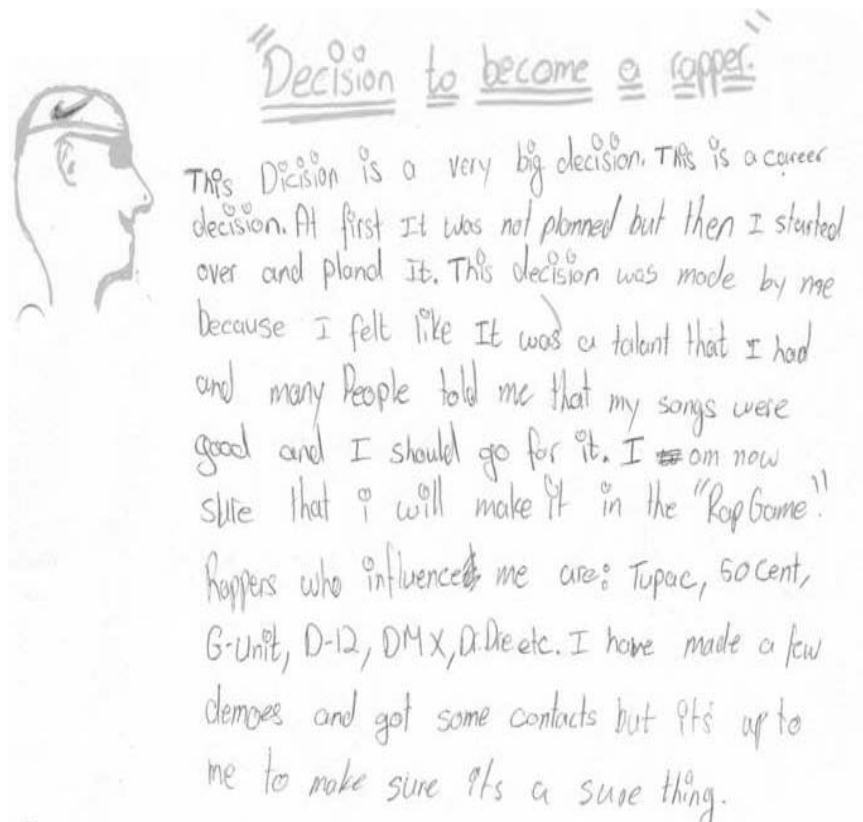 "Decision to become a rapper."
This Dicision is a very big decision. This is a career
decision. At first It was not planned but then I started
over and pland It. This decision was made by me
because I felt like It was a talant that I had
and many People told me that my songs were
good and I should go for it. I am now
sure that i will make it in the "Rap Game".
Rappers who influenced me are: Tupac, 50 Cent,
G-Unit, D-12, DMX, Dr. Dre etc. I have made a few
demoes and got some contacts but it's up to
me to make sure it's a sure thing.